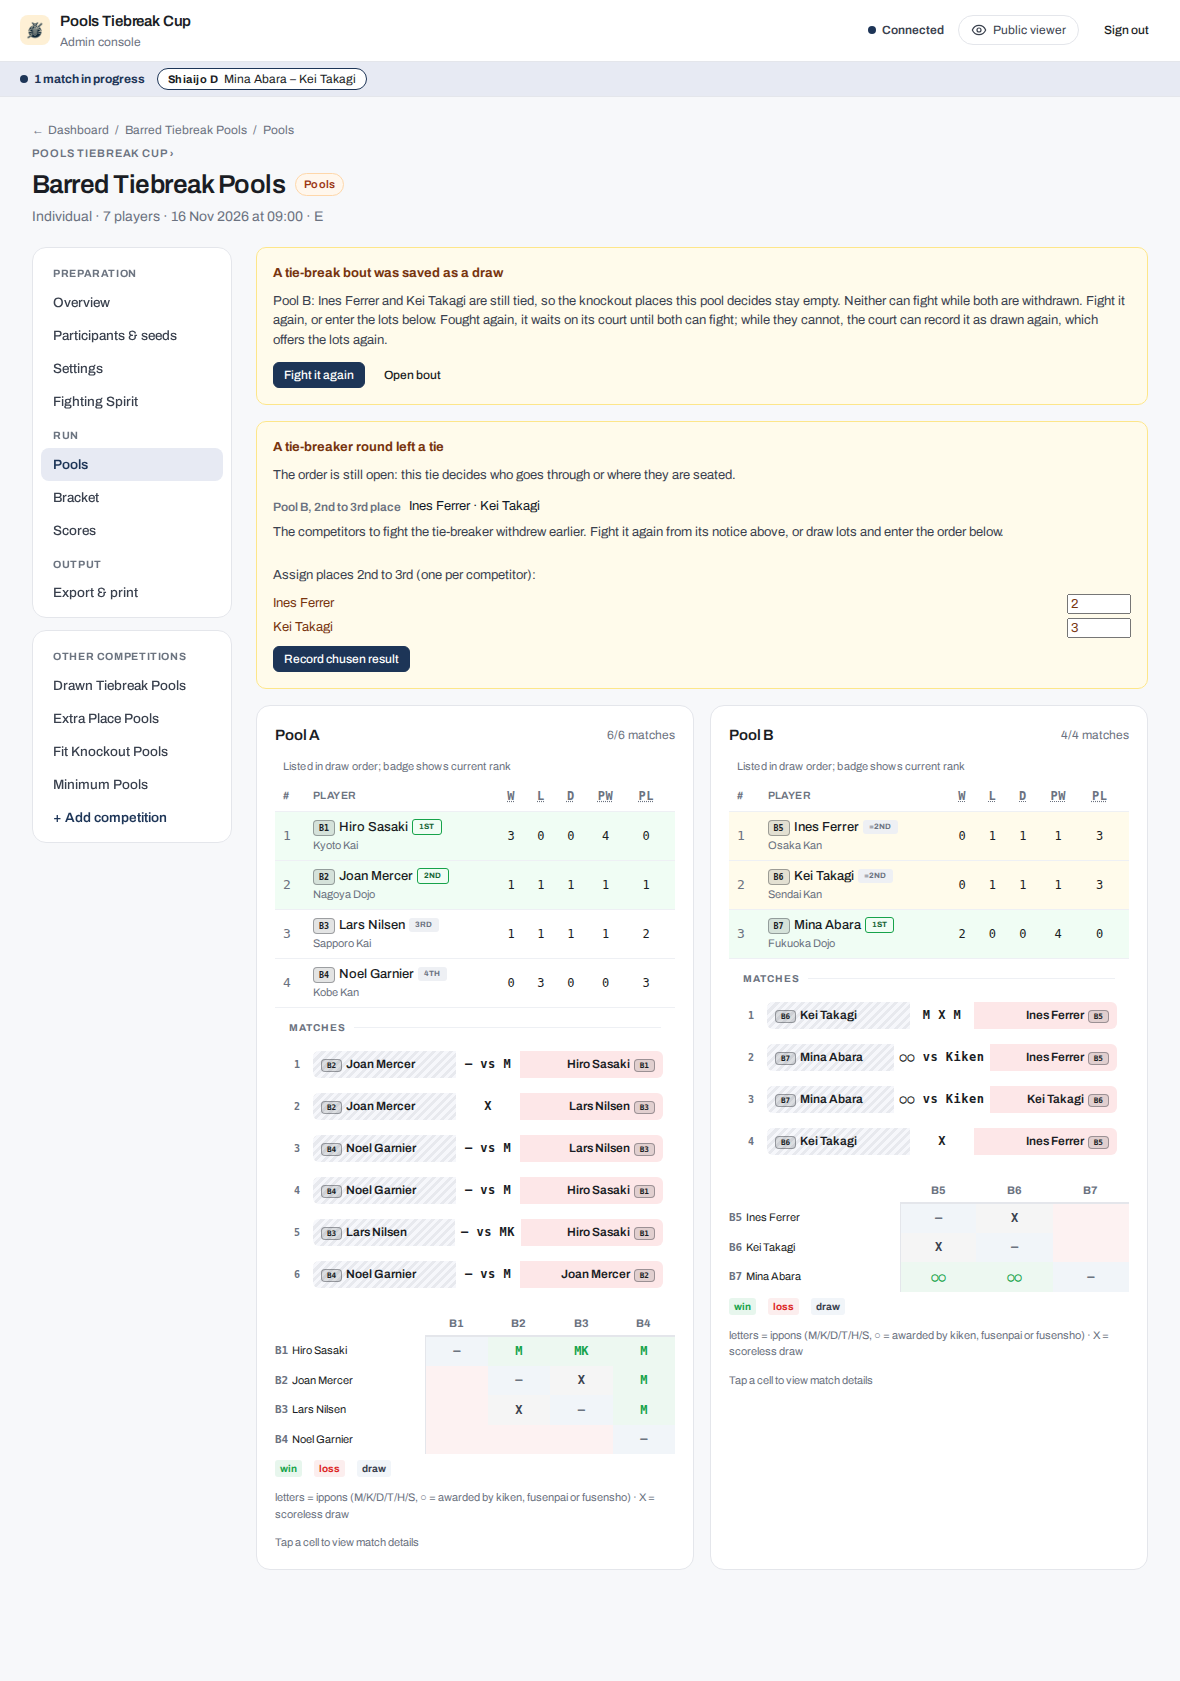 Pools Tiebreak Cup
Admin console
Connected
Public viewer
Sign out
1 match in progress
Shiaijo D Mina Abara – Kei Takagi
← Dashboard / Barred Tiebreak Pools / Pools
POOLS TIEBREAK CUP ›
Barred Tiebreak Pools Pools
Individual · 7 players · 16 Nov 2026 at 09:00 · E
PREPARATION
Overview
Participants & seeds
Settings
Fighting Spirit
RUN
Pools
Bracket
Scores
OUTPUT
Export & print
OTHER COMPETITIONS
Drawn Tiebreak Pools
Extra Place Pools
Fit Knockout Pools
Minimum Pools
+ Add competition
A tie-break bout was saved as a draw
Pool B: Ines Ferrer and Kei Takagi are still tied, so the knockout places this pool decides stay empty. Neither can fight while both are withdrawn. Fight it
again, or enter the lots below. Fought again, it waits on its court until both can fight; while they cannot, the court can record it as drawn again, which
offers the lots again.
Fight it again
Open bout
A tie-breaker round left a tie
The order is still open: this tie decides who goes through or where they are seated.
Pool B, 2nd to 3rd place Ines Ferrer · Kei Takagi
The competitors to fight the tie-breaker withdrew earlier. Fight it again from its notice above, or draw lots and enter the order below.
Assign places 2nd to 3rd (one per competitor):
Ines Ferrer 2
Kei Takagi 3
Record chusen result
Pool A 6/6 matches
Listed in draw order; badge shows current rank
# PLAYER W L D PW PL
1 B1 Hiro Sasaki 1ST 3 0 0 4 0
Kyoto Kai
2 B2 Joan Mercer 2ND 1 1 1 1 1
Nagoya Dojo
3 B3 Lars Nilsen 3RD 1 1 1 1 2
Sapporo Kai
4 B4 Noel Garnier 4TH 0 3 0 0 3
Kobe Kan
MATCHES
1 B2 Joan Mercer – vs M Hiro Sasaki B1
2 B2 Joan Mercer X Lars Nilsen B3
3 B4 Noel Garnier – vs M Lars Nilsen B3
4 B4 Noel Garnier – vs M Hiro Sasaki B1
5 B3 Lars Nilsen – vs MK Hiro Sasaki B1
6 B4 Noel Garnier – vs M Joan Mercer B2
B1 B2 B3 B4
B1 Hiro Sasaki – M MK M
B2 Joan Mercer – X M
B3 Lars Nilsen X – M
B4 Noel Garnier –
win loss draw
letters = ippons (M/K/D/T/H/S, ○ = awarded by kiken, fusenpai or fusensho) · X =
scoreless draw
Tap a cell to view match details
Pool B 4/4 matches
Listed in draw order; badge shows current rank
# PLAYER W L D PW PL
1 B5 Ines Ferrer =2ND 0 1 1 1 3
Osaka Kan
2 B6 Kei Takagi =2ND 0 1 1 1 3
Sendai Kan
3 B7 Mina Abara 1ST 2 0 0 4 0
Fukuoka Dojo
MATCHES
1 B6 Kei Takagi M X M Ines Ferrer B5
2 B7 Mina Abara ○○ vs Kiken Ines Ferrer B5
3 B7 Mina Abara ○○ vs Kiken Kei Takagi B6
4 B6 Kei Takagi X Ines Ferrer B5
B5 B6 B7
B5 Ines Ferrer – X
B6 Kei Takagi X –
B7 Mina Abara ○○ ○○ –
win loss draw
letters = ippons (M/K/D/T/H/S, ○ = awarded by kiken, fusenpai or fusensho) · X =
scoreless draw
Tap a cell to view match details